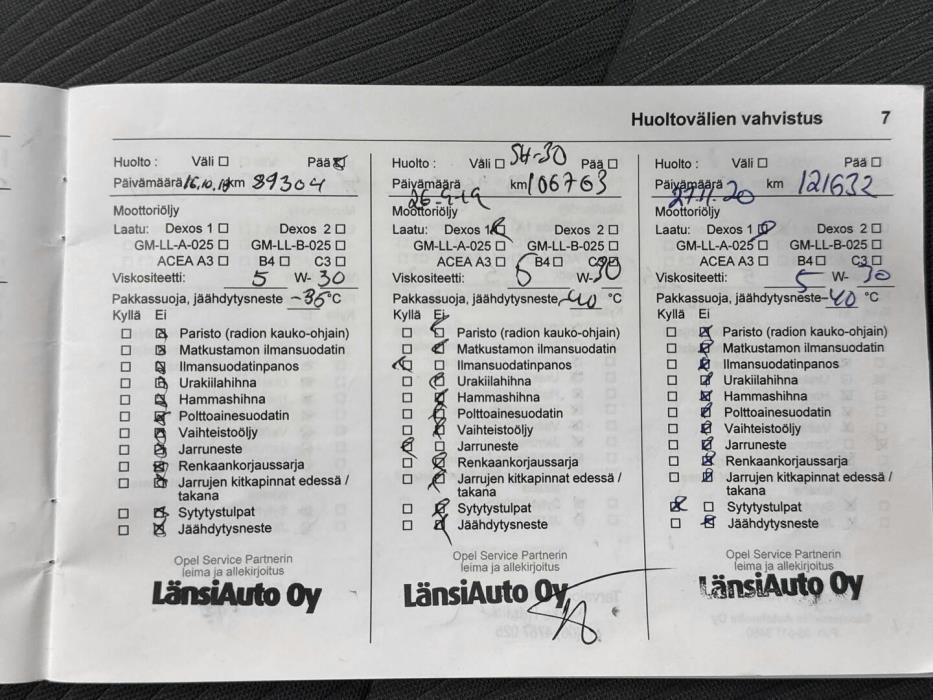 Huoltovälien vahvistus 7
Huolto : Väli ☐ Pää ☒
Päivämäärä 16.10.18 km 89304
Moottoriöljy
Laatu: Dexos 1 ☐ Dexos 2 ☐
GM-LL-A-025 ☐ GM-LL-B-025 ☐
ACEA A3 ☐ B4 ☐ C3 ☐
Viskositeetti: 5 W- 30
Pakkassuoja, jäähdytysneste -36 °C
Kyllä Ei
☐ ☒ Paristo (radion kauko-ohjain)
☐ ☒ Matkustamon ilmansuodatin
☐ ☒ Ilmansuodatinpanos
☐ ☒ Urakiilahihna
☐ ☒ Hammashihna
☐ ☒ Polttoainesuodatin
☐ ☒ Vaihteistoöljy
☐ ☒ Jarruneste
☐ ☒ Renkaankorjaussarja
☐ ☒ Jarrujen kitkapinnat edessä /
takana
☐ ☒ Sytytystulpat
☐ ☒ Jäähdytysneste
Opel Service Partnerin
leima ja allekirjoitus
LänsiAuto Oy
Huolto : Väli ☐ Pää ☐
Päivämäärä km 106763
26-9-19
Moottoriöljy
Laatu: Dexos 1 ☒ Dexos 2 ☐
GM-LL-A-025 ☐ GM-LL-B-025 ☐
ACEA A3 ☐ B4 ☐ C3 ☐
Viskositeetti: 5 W- 30
Pakkassuoja, jäähdytysneste, -40 °C
Kyllä Ei
☐ ☒ Paristo (radion kauko-ohjain)
☐ ☒ Matkustamon ilmansuodatin
☒ ☐ Ilmansuodatinpanos
☐ ☒ Urakiilahihna
☐ ☒ Hammashihna
☐ ☒ Polttoainesuodatin
☐ ☒ Vaihteistoöljy
☒ ☐ Jarruneste
☐ ☒ Renkaankorjaussarja
☐ ☒ Jarrujen kitkapinnat edessä /
takana
☐ ☒ Sytytystulpat
☐ ☒ Jäähdytysneste
Opel Service Partnerin
leima ja allekirjoitus
LänsiAuto Oy
Huolto : Väli ☐ Pää ☐
Päivämäärä km 121632
27.11.20
Moottoriöljy
Laatu: Dexos 1 ☒ Dexos 2 ☐
GM-LL-A-025 ☐ GM-LL-B-025 ☐
ACEA A3 ☐ B4 ☐ C3 ☐
Viskositeetti: 5 W- 30
Pakkassuoja, jäähdytysneste -40 °C
Kyllä Ei
☐ ☒ Paristo (radion kauko-ohjain)
☐ ☒ Matkustamon ilmansuodatin
☐ ☒ Ilmansuodatinpanos
☐ ☒ Urakiilahihna
☐ ☒ Hammashihna
☐ ☒ Polttoainesuodatin
☐ ☒ Vaihteistoöljy
☐ ☒ Jarruneste
☐ ☒ Renkaankorjaussarja
☐ ☒ Jarrujen kitkapinnat edessä /
takana
☒ ☐ Sytytystulpat
☐ ☒ Jäähdytysneste
Opel Service Partnerin
leima ja allekirjoitus
LänsiAuto Oy